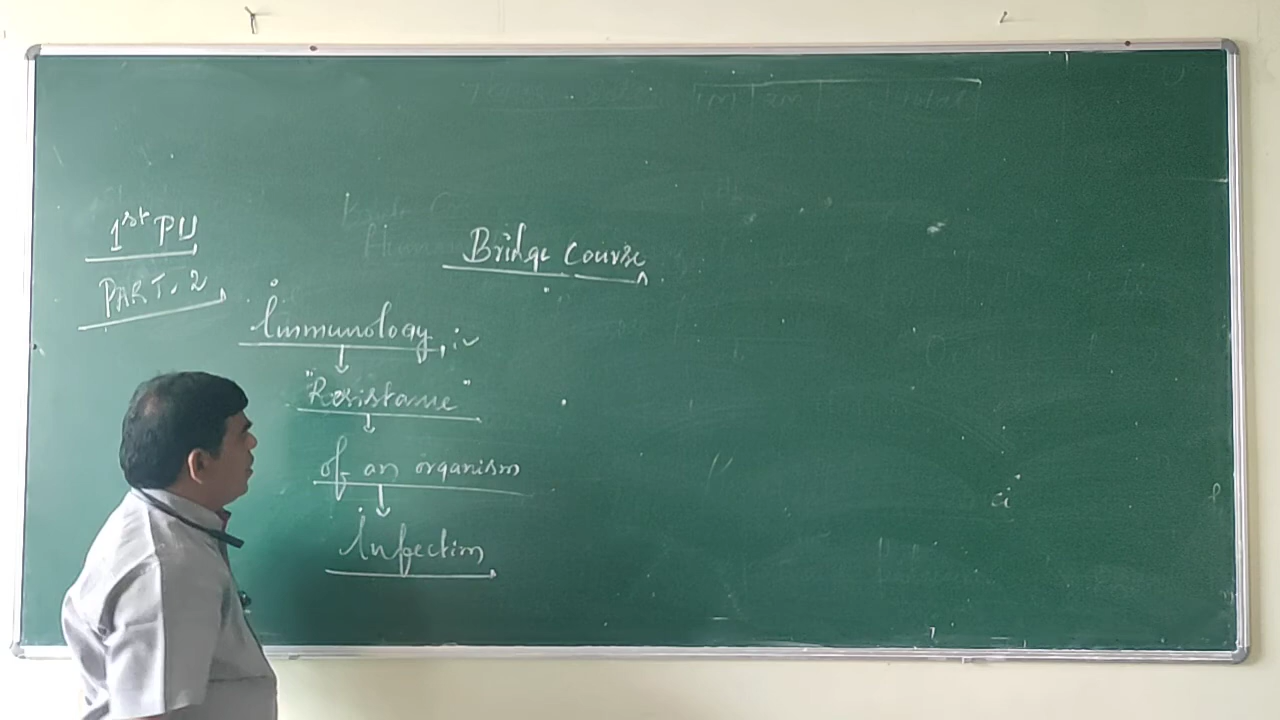 1st PU
PART. 2
Bridge Course
Immunology,
"Resistance"
of an organism
Infection